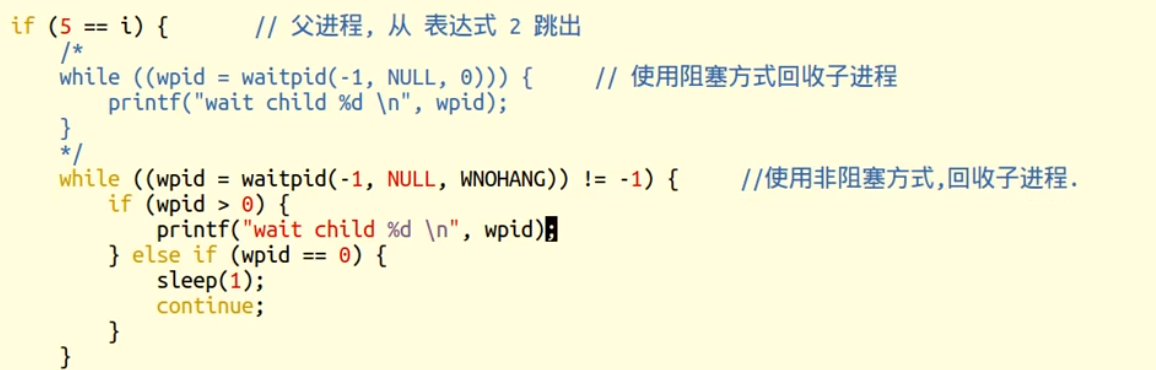 if (5 == i) {       // 父进程, 从 表达式 2 跳出
    /*
    while ((wpid = waitpid(-1, NULL, 0))) {     // 使用阻塞方式回收子进程
        printf("wait child %d \n", wpid);
    }
    */
    while ((wpid = waitpid(-1, NULL, WNOHANG)) != -1) {     //使用非阻塞方式,回收子进程.
        if (wpid > 0) {
            printf("wait child %d \n", wpid);
        } else if (wpid == 0) {
            sleep(1);
            continue;
        }
    }